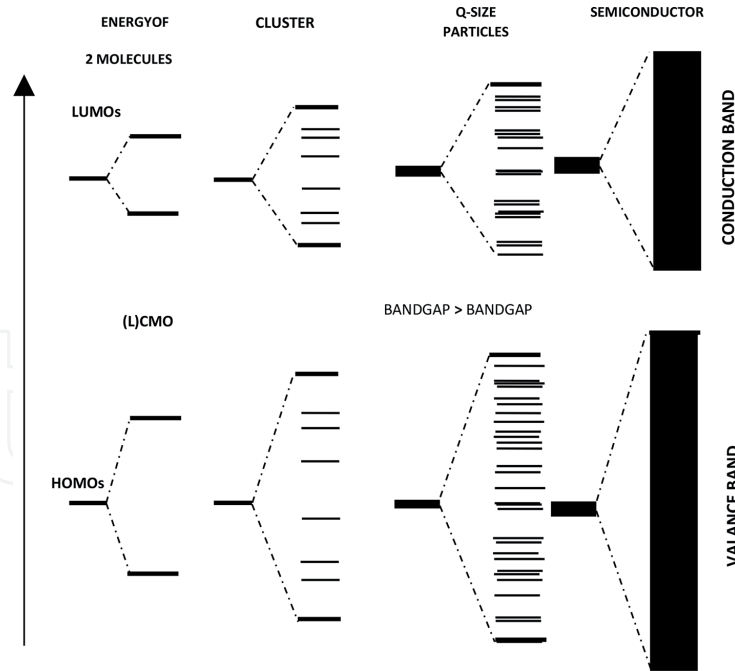 ENERGYOF
2 MOLECULES
CLUSTER
Q-SIZE
PARTICLES
SEMICONDUCTOR
LUMOs
CONDUCTION BAND
(L)CMO
BANDGAP > BANDGAP
HOMOs
VALANCE BAND